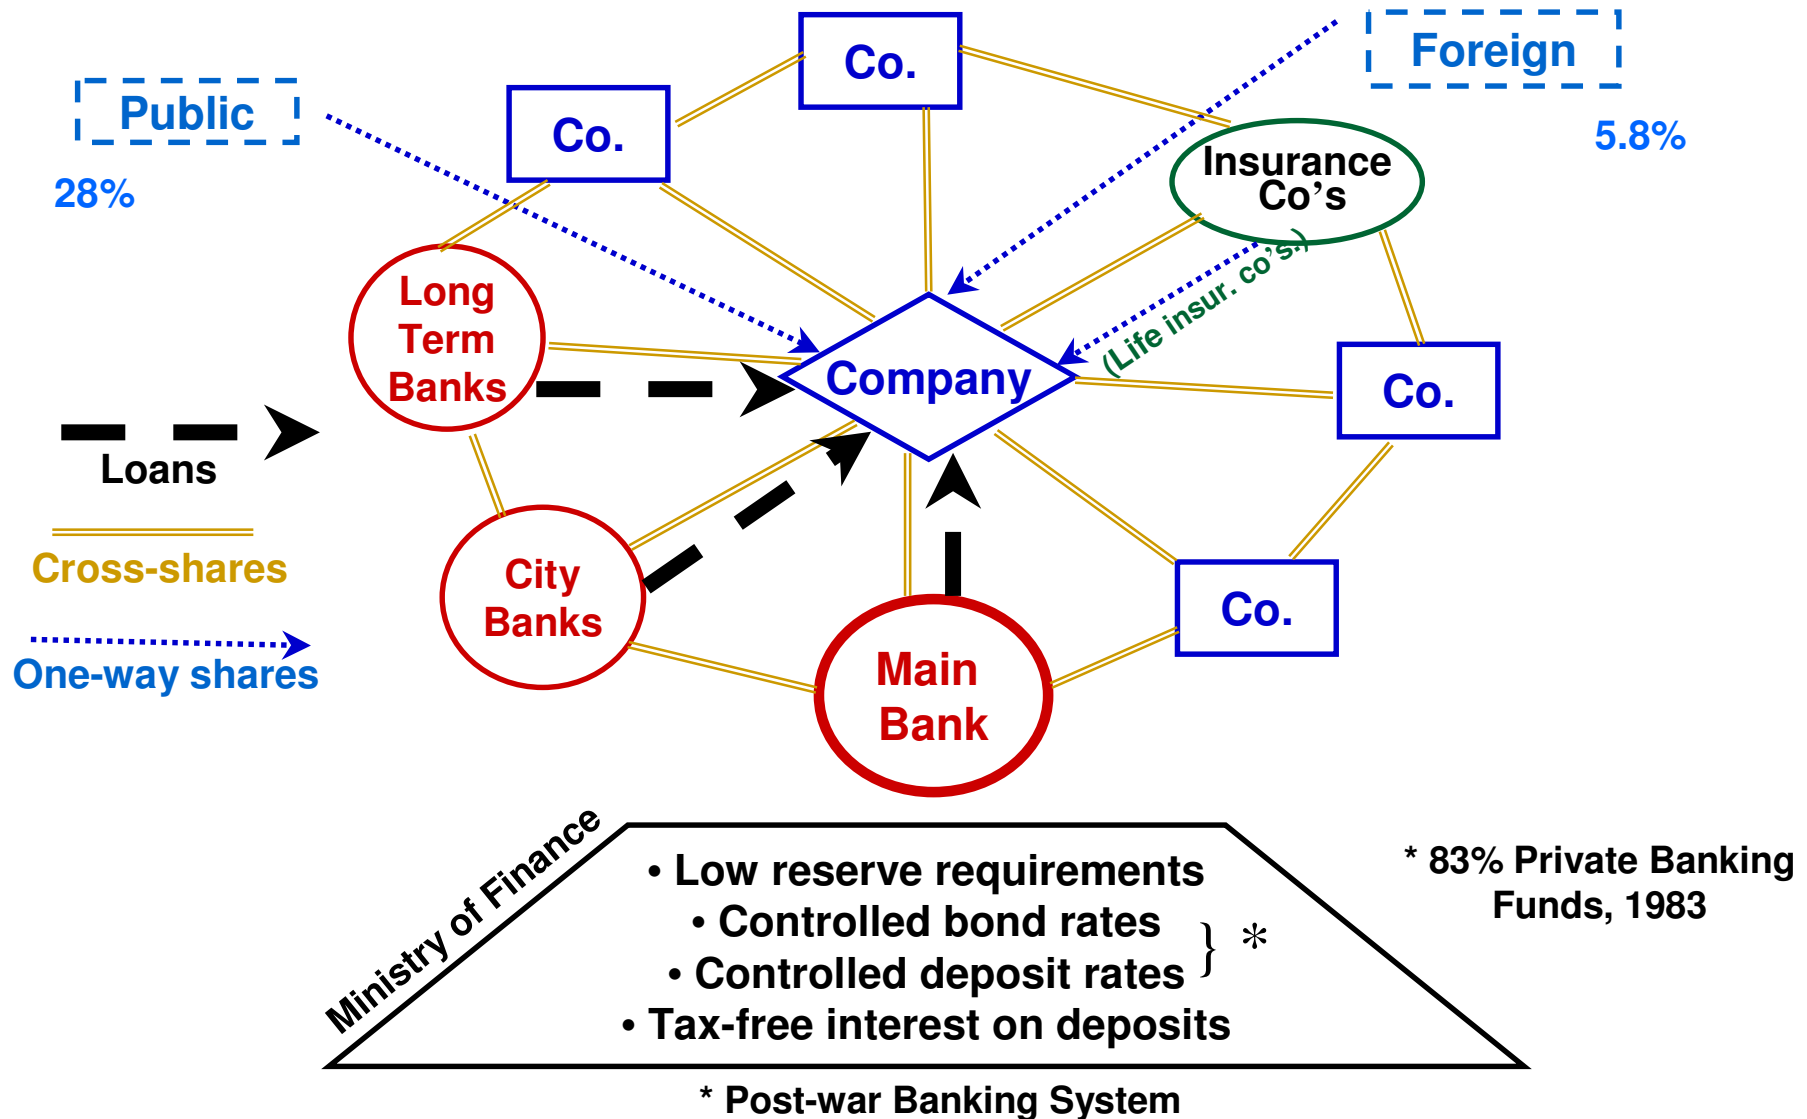 Co.
Foreign
Public
Co.
5.8%
Insurance
Co’s
28%
(Life insur. co’s.)
Long
Term
Banks
Company
Co.
Loans
Cross-shares
City
Banks
Co.
One-way shares
Main
Bank
Ministry of Finance
• Low reserve requirements
• Controlled bond rates
• Controlled deposit rates
} *
• Tax-free interest on deposits
* 83% Private Banking
Funds, 1983
* Post-war Banking System